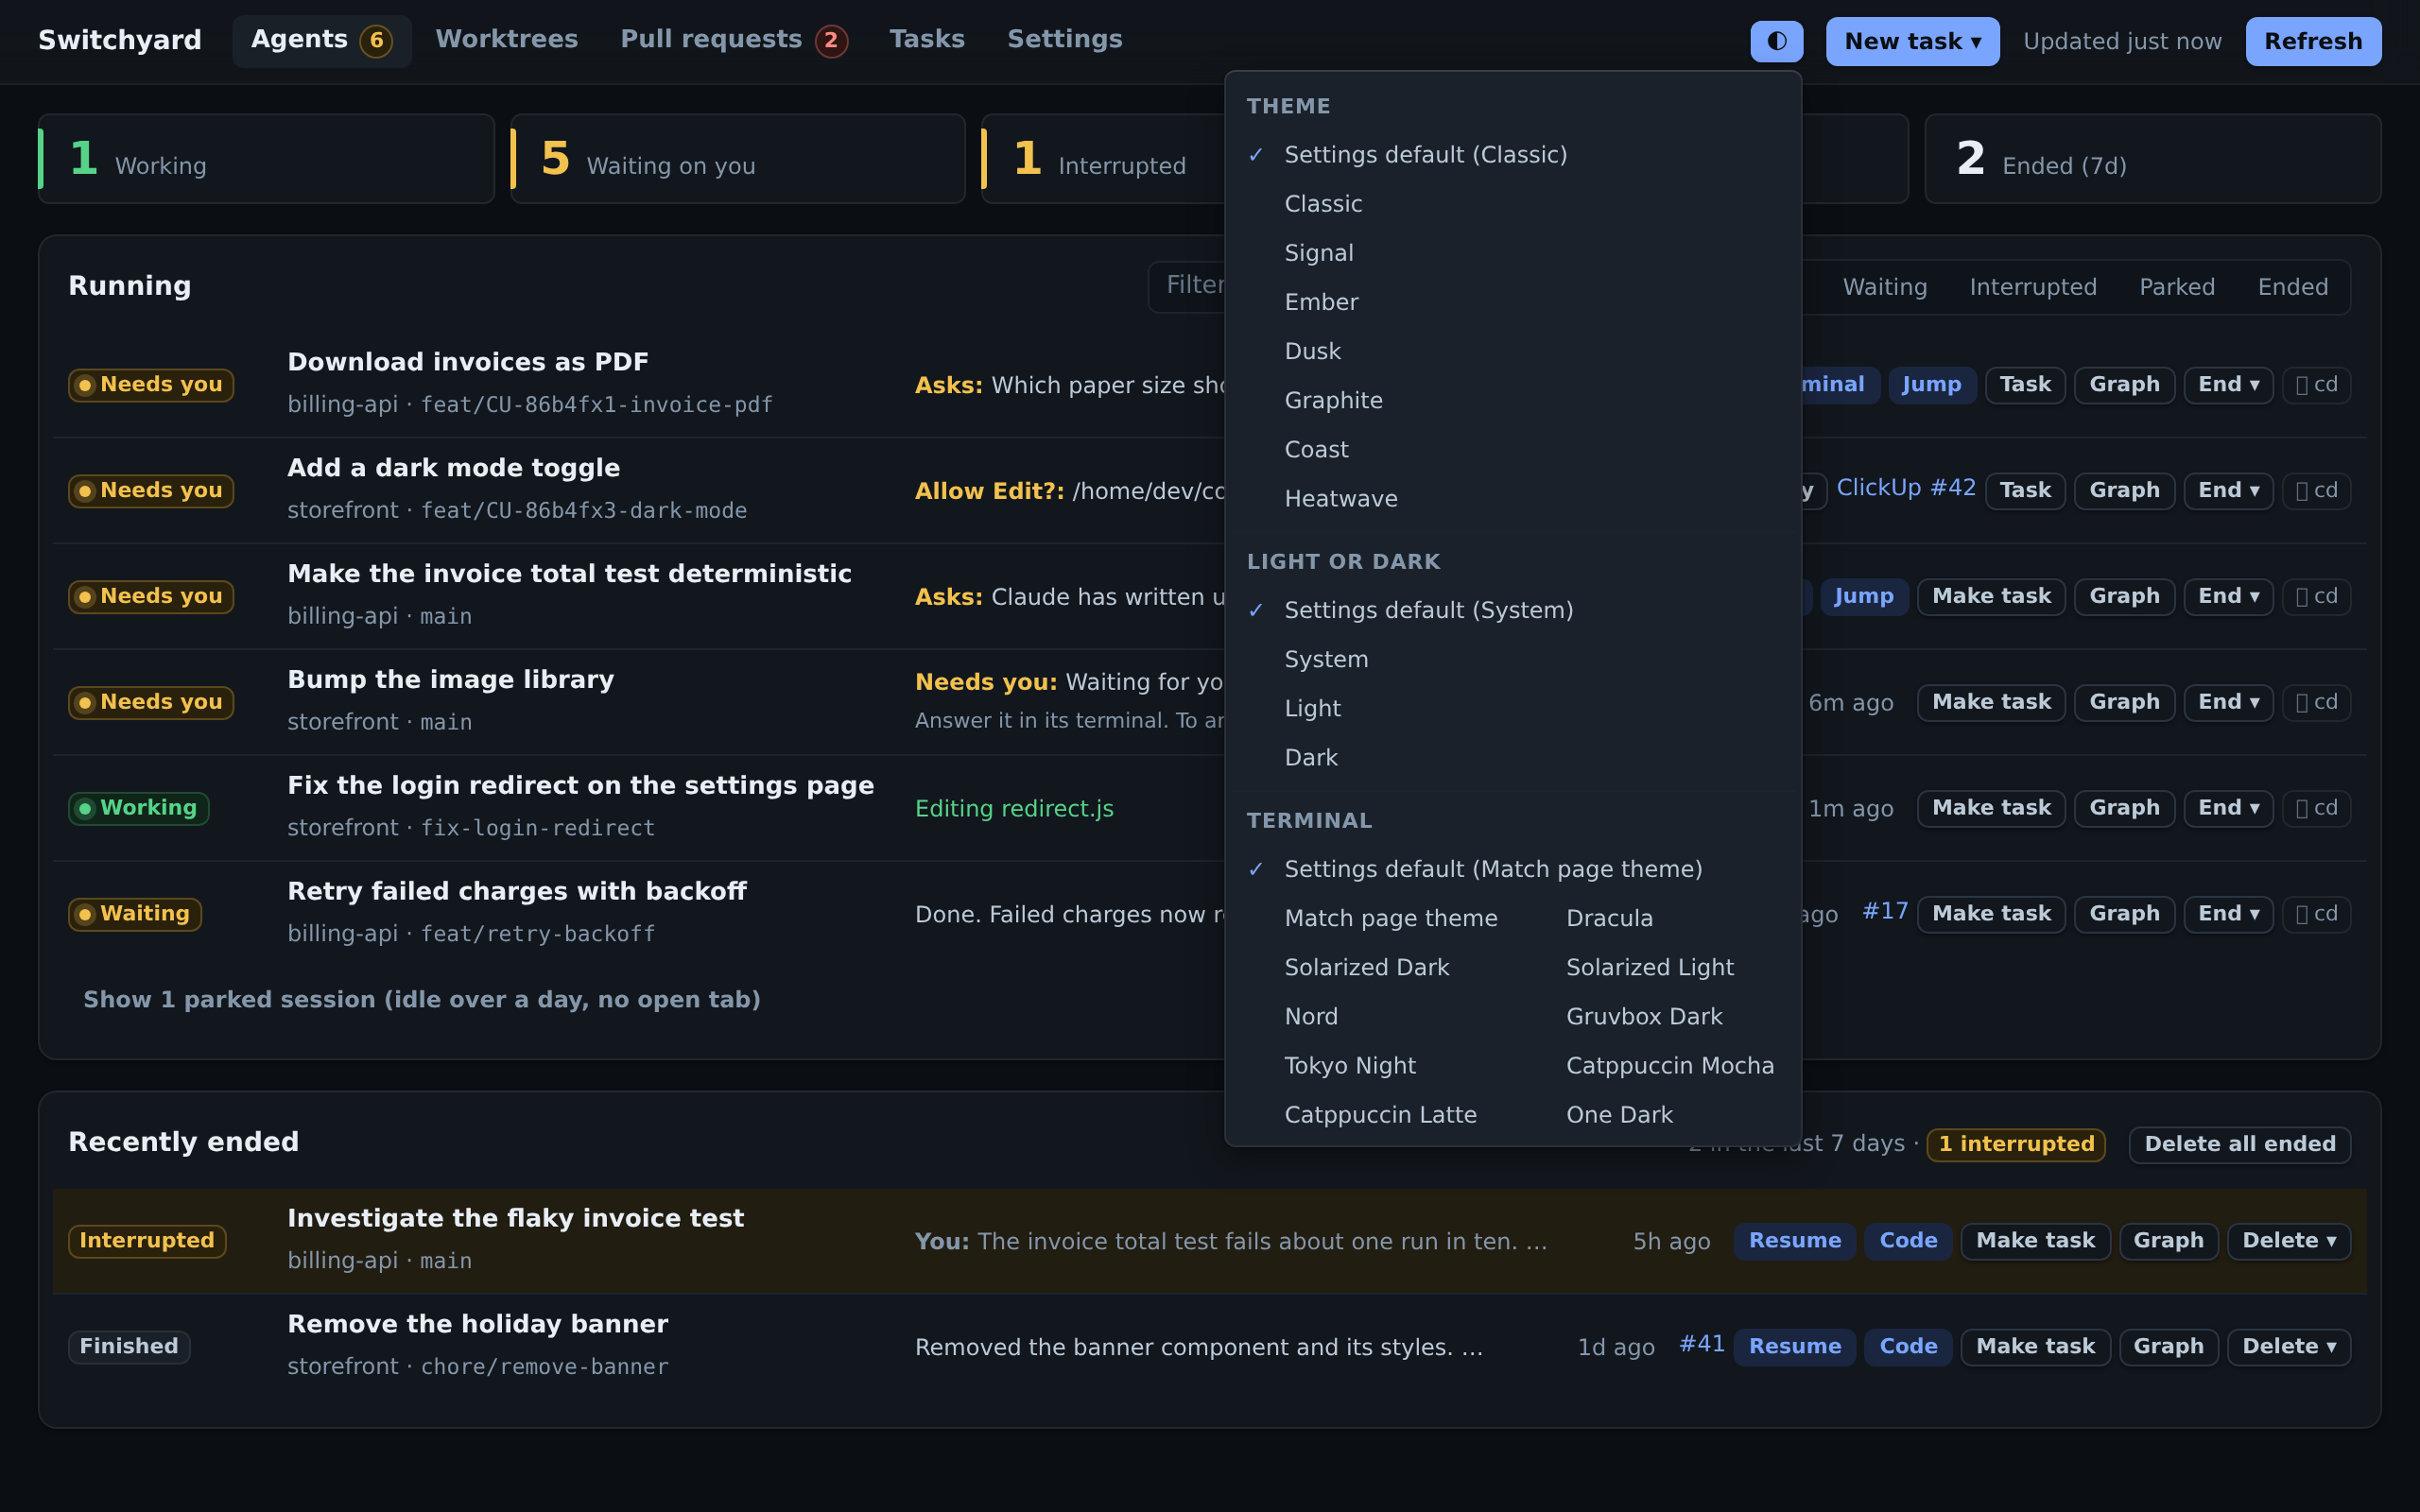 Switchyard Agents 6 Worktrees Pull requests 2 Tasks Settings New task ▾ Updated just now Refresh
1 Working
5 Waiting on you
1 Interrupted
2 Ended (7d)
THEME
✓ Settings default (Classic)
Classic
Signal
Ember
Dusk
Graphite
Coast
Heatwave
LIGHT OR DARK
✓ Settings default (System)
System
Light
Dark
TERMINAL
✓ Settings default (Match page theme)
Match page theme Dracula
Solarized Dark Solarized Light
Nord Gruvbox Dark
Tokyo Night Catppuccin Mocha
Catppuccin Latte One Dark
Running Filter Waiting Interrupted Parked Ended
Needs you
Download invoices as PDF
billing-api · feat/CU-86b4fx1-invoice-pdf
Asks: Which paper size
Jump Task Graph End ▾ cd
Needs you
Add a dark mode toggle
storefront · feat/CU-86b4fx3-dark-mode
Allow Edit?: /home/dev/
ClickUp #42 Task Graph End ▾ cd
Needs you
Make the invoice total test deterministic
billing-api · main
Asks: Claude has written
Jump Make task Graph End ▾ cd
Needs you
Bump the image library
storefront · main
Needs you: Waiting for
Answer it in its terminal. To
6m ago Make task Graph End ▾ cd
Working
Fix the login redirect on the settings page
storefront · fix-login-redirect
Editing redirect.js
1m ago Make task Graph End ▾ cd
Waiting
Retry failed charges with backoff
billing-api · feat/retry-backoff
Done. Failed charges now
ago #17 Make task Graph End ▾ cd
Show 1 parked session (idle over a day, no open tab)
Recently ended 7 days · 1 interrupted Delete all ended
Interrupted
Investigate the flaky invoice test
billing-api · main
You: The invoice total test fails about one run in ten. …
5h ago Resume Code Make task Graph Delete ▾
Finished
Remove the holiday banner
storefront · chore/remove-banner
Removed the banner component and its styles. …
1d ago #41 Resume Code Make task Graph Delete ▾